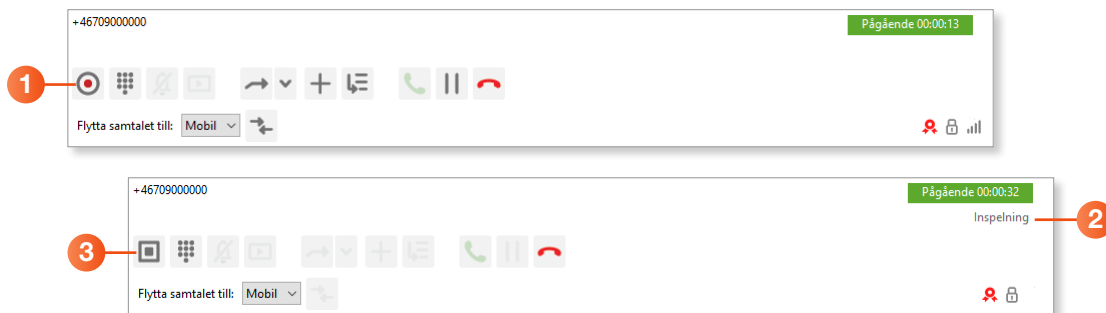 +46709000000
Pågående 00:00:13
1
Flytta samtalet till: Mobil
+46709000000
Pågående 00:00:32
Inspelning
2
3
Flytta samtalet till: Mobil